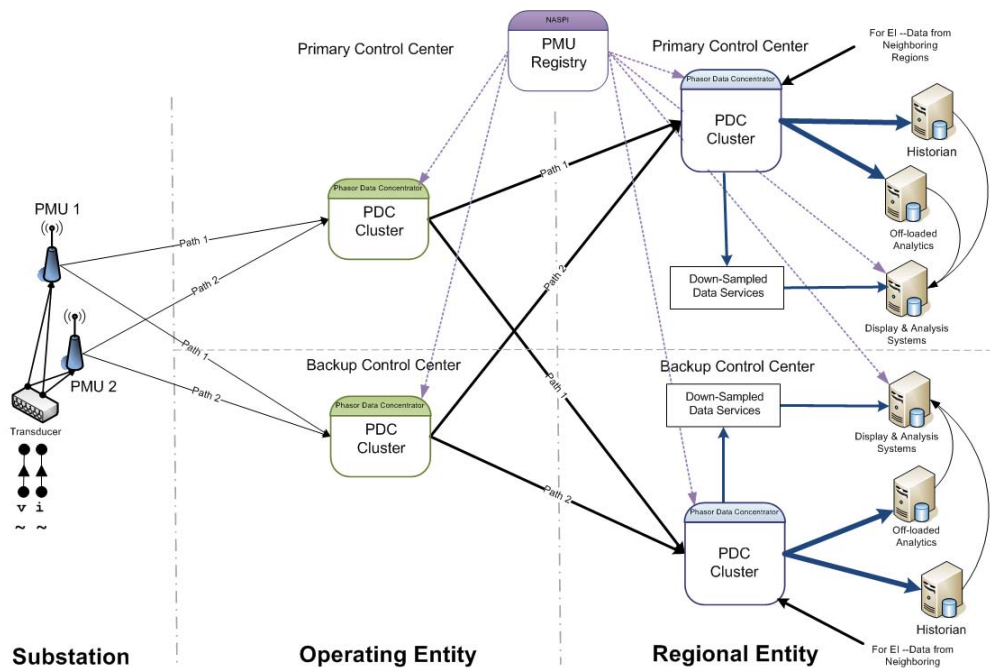 NASPI
PMU
Registry
Primary Control Center
Primary Control Center
For EI --Data from
Neighboring
Regions
Phasor Data Concentrator
PDC
Cluster
Historian
Off-loaded
Analytics
Down-Sampled
Data Services
Display & Analysis
Systems
Phasor Data Concentrator
PDC
Cluster
Path 1
Path 2
PMU 1
Path 1
Path 2
Path 1
Path 2
PMU 2
Transducer
v i
~ ~
Backup Control Center
Phasor Data Concentrator
PDC
Cluster
Path 1
Path 2
Backup Control Center
Down-Sampled
Data Services
Display & Analysis
Systems
Phasor Data Concentrator
PDC
Cluster
Off-loaded
Analytics
Historian
For EI --Data from
Neighboring
Substation
Operating Entity
Regional Entity